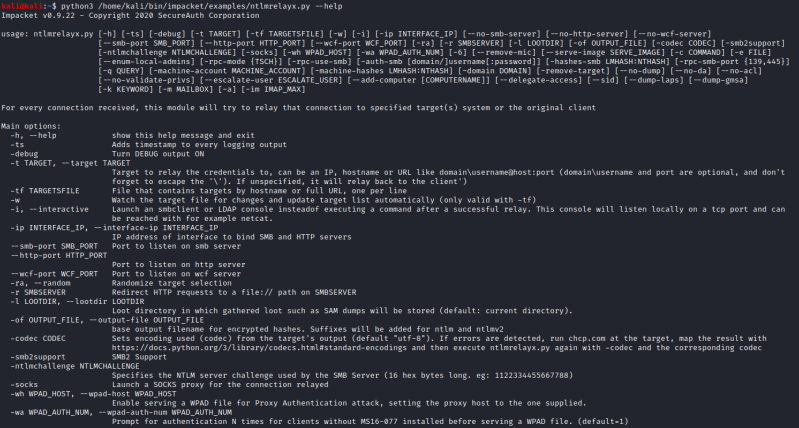 kali@kali:~$ python3 /home/kali/bin/impacket/examples/ntlmrelayx.py --help
Impacket v0.9.22 - Copyright 2020 SecureAuth Corporation
usage: ntlmrelayx.py [-h] [-ts] [-debug] [-t TARGET] [-tf TARGETSFILE] [-w] [-i] [-ip INTERFACE_IP] [--no-smb-server] [--no-http-server] [--no-wcf-server]
[--smb-port SMB_PORT] [--http-port HTTP_PORT] [--wcf-port WCF_PORT] [-ra] [-r SMBSERVER] [-l LOOTDIR] [-of OUTPUT_FILE] [-codec CODEC] [-smb2support]
[-ntlmchallenge NTLMCHALLENGE] [-socks] [-wh WPAD_HOST] [-wa WPAD_AUTH_NUM] [-6] [--remove-mic] [--serve-image SERVE_IMAGE] [-c COMMAND] [-e FILE]
[--enum-local-admins] [-rpc-mode {TSCH}] [-rpc-use-smb] [-auth-smb [domain/]username[:password]] [-hashes-smb LMHASH:NTHASH] [-rpc-smb-port {139,445}]
[-q QUERY] [-machine-account MACHINE_ACCOUNT] [-machine-hashes LMHASH:NTHASH] [-domain DOMAIN] [-remove-target] [--no-dump] [--no-da] [--no-acl]
[--no-validate-privs] [--escalate-user ESCALATE_USER] [--add-computer [COMPUTERNAME]] [--delegate-access] [--sid] [--dump-laps] [--dump-gmsa]
[-k KEYWORD] [-m MAILBOX] [-a] [-im IMAP_MAX]
For every connection received, this module will try to relay that connection to specified target(s) system or the original client
Main options:
-h, --help show this help message and exit
-ts Adds timestamp to every logging output
-debug Turn DEBUG output ON
-t TARGET, --target TARGET
Target to relay the credentials to, can be an IP, hostname or URL like domain\username@host:port (domain\username and port are optional, and don't
forget to escape the '\'). If unspecified, it will relay back to the client')
-tf TARGETSFILE File that contains targets by hostname or full URL, one per line
-w Watch the target file for changes and update target list automatically (only valid with -tf)
-i, --interactive Launch an smbclient or LDAP console insteadof executing a command after a successful relay. This console will listen locally on a tcp port and can
be reached with for example netcat.
-ip INTERFACE_IP, --interface-ip INTERFACE_IP
IP address of interface to bind SMB and HTTP servers
--smb-port SMB_PORT Port to listen on smb server
--http-port HTTP_PORT
Port to listen on http server
--wcf-port WCF_PORT Port to listen on wcf server
-ra, --random Randomize target selection
-r SMBSERVER Redirect HTTP requests to a file:// path on SMBSERVER
-l LOOTDIR, --lootdir LOOTDIR
Loot directory in which gathered loot such as SAM dumps will be stored (default: current directory).
-of OUTPUT_FILE, --output-file OUTPUT_FILE
base output filename for encrypted hashes. Suffixes will be added for ntlm and ntlmv2
-codec CODEC Sets encoding used (codec) from the target's output (default "utf-8"). If errors are detected, run chcp.com at the target, map the result with
https://docs.python.org/3/library/codecs.html#standard-encodings and then execute ntlmrelayx.py again with -codec and the corresponding codec
-smb2support SMB2 Support
-ntlmchallenge NTLMCHALLENGE
Specifies the NTLM server challenge used by the SMB Server (16 hex bytes long. eg: 1122334455667788)
-socks Launch a SOCKS proxy for the connection relayed
-wh WPAD_HOST, --wpad-host WPAD_HOST
Enable serving a WPAD file for Proxy Authentication attack, setting the proxy host to the one supplied.
-wa WPAD_AUTH_NUM, --wpad-auth-num WPAD_AUTH_NUM
Prompt for authentication N times for clients without MS16-077 installed before serving a WPAD file. (default=1)